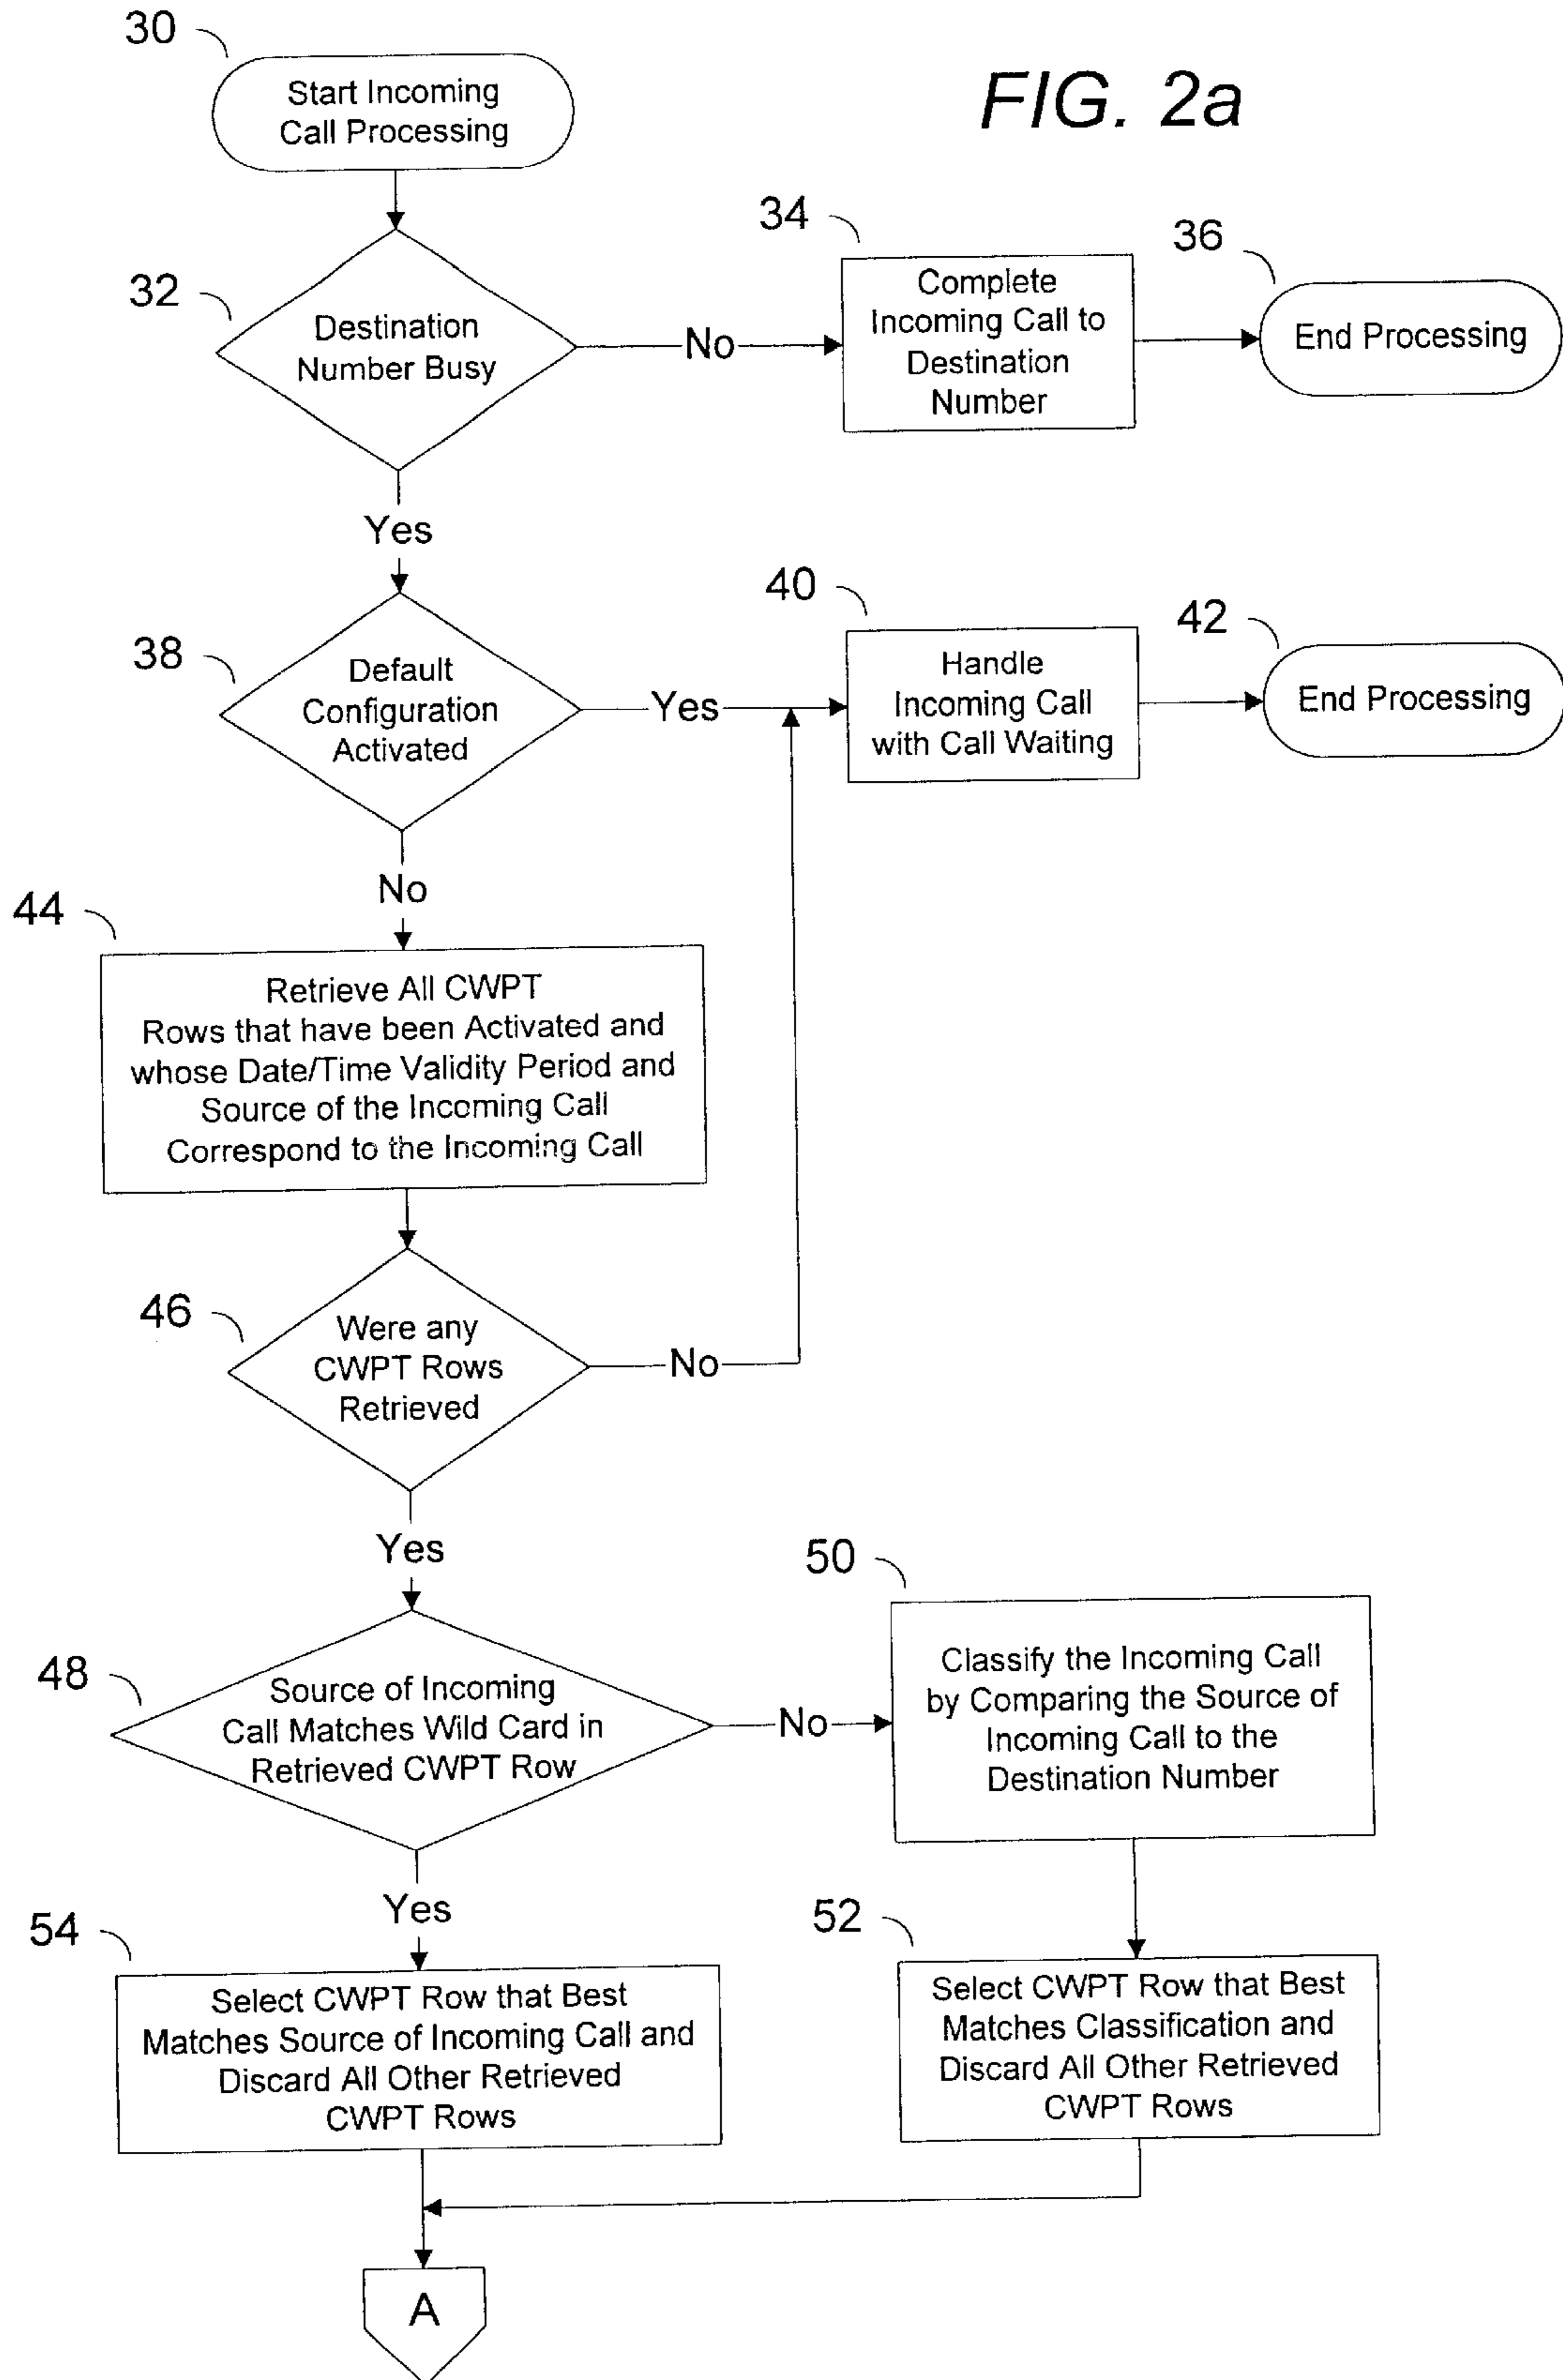 30
Start Incoming
Call Processing
FIG. 2a
32
Destination
Number Busy
No
34
Complete
Incoming Call to
Destination
Number
36
End Processing
Yes
38
Default
Configuration
Activated
Yes
40
Handle
Incoming Call
with Call Waiting
42
End Processing
No
44
Retrieve All CWPT
Rows that have been Activated and
whose Date/Time Validity Period and
Source of the Incoming Call
Correspond to the Incoming Call
46
Were any
CWPT Rows
Retrieved
No
Yes
48
Source of Incoming
Call Matches Wild Card in
Retrieved CWPT Row
No
50
Classify the Incoming Call
by Comparing the Source of
Incoming Call to the
Destination Number
Yes
54
Select CWPT Row that Best
Matches Source of Incoming Call and
Discard All Other Retrieved
CWPT Rows
52
Select CWPT Row that Best
Matches Classification and
Discard All Other Retrieved
CWPT Rows
A